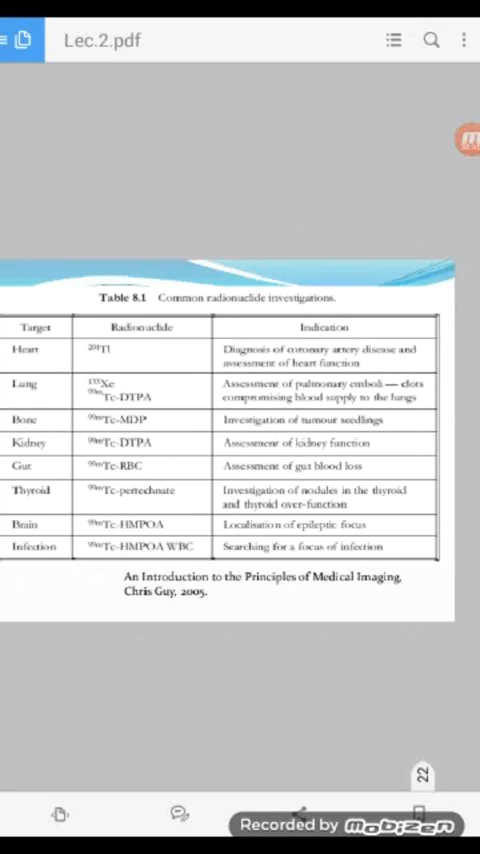 Lec.2.pdf
Table 8.1 Common radionuclide investigations.
Target Radionuclide Indication
Heart ²⁰¹Tl Diagnosis of coronary artery disease and
assessment of heart function
Lung ¹³³Xe Assessment of pulmonary emboli — clots
⁹⁹ᵐTc-DTPA compromising blood supply to the lungs
Bone ⁹⁹ᵐTc-MDP Investigation of tumour seedlings
Kidney ⁹⁹ᵐTc-DTPA Assessment of kidney function
Gut ⁹⁹ᵐTc-RBC Assessment of gut blood loss
Thyroid ⁹⁹ᵐTc-pertechnate Investigation of nodules in the thyroid
and thyroid over-function
Brain ⁹⁹ᵐTc-HMPOA Localisation of epileptic focus
Infection ⁹⁹ᵐTc-HMPOA WBC Searching for a focus of infection
An Introduction to the Principles of Medical Imaging,
Chris Guy, 2005.
22
Recorded by mobizen